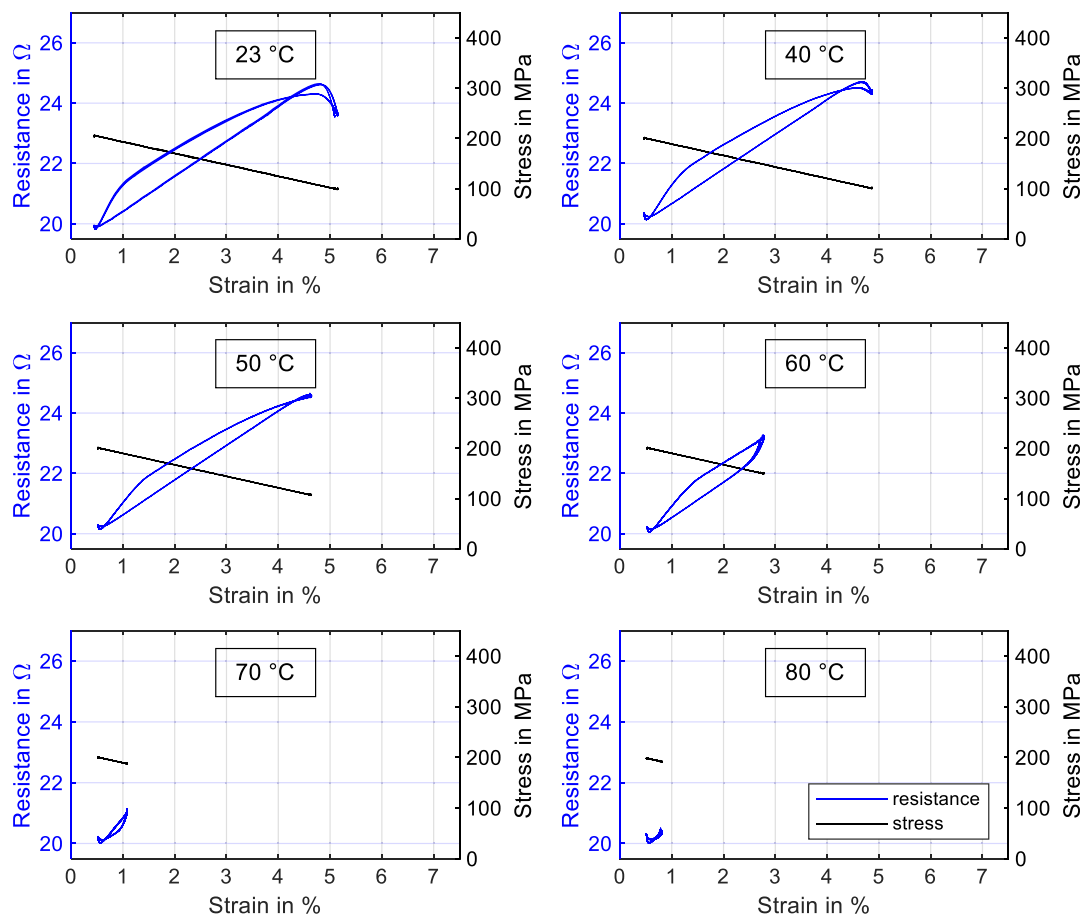 23 °C
Resistance in Ω
26
24
22
20
Stress in MPa
400
300
200
100
0
0 1 2 3 4 5 6 7
Strain in %
40 °C
Resistance in Ω
26
24
22
20
Stress in MPa
400
300
200
100
0
0 1 2 3 4 5 6 7
Strain in %
50 °C
Resistance in Ω
26
24
22
20
Stress in MPa
400
300
200
100
0
0 1 2 3 4 5 6 7
Strain in %
60 °C
Resistance in Ω
26
24
22
20
Stress in MPa
400
300
200
100
0
0 1 2 3 4 5 6 7
Strain in %
70 °C
Resistance in Ω
26
24
22
20
Stress in MPa
400
300
200
100
0
0 1 2 3 4 5 6 7
Strain in %
80 °C
Resistance in Ω
26
24
22
20
Stress in MPa
400
300
200
100
0
resistance
stress
0 1 2 3 4 5 6 7
Strain in %